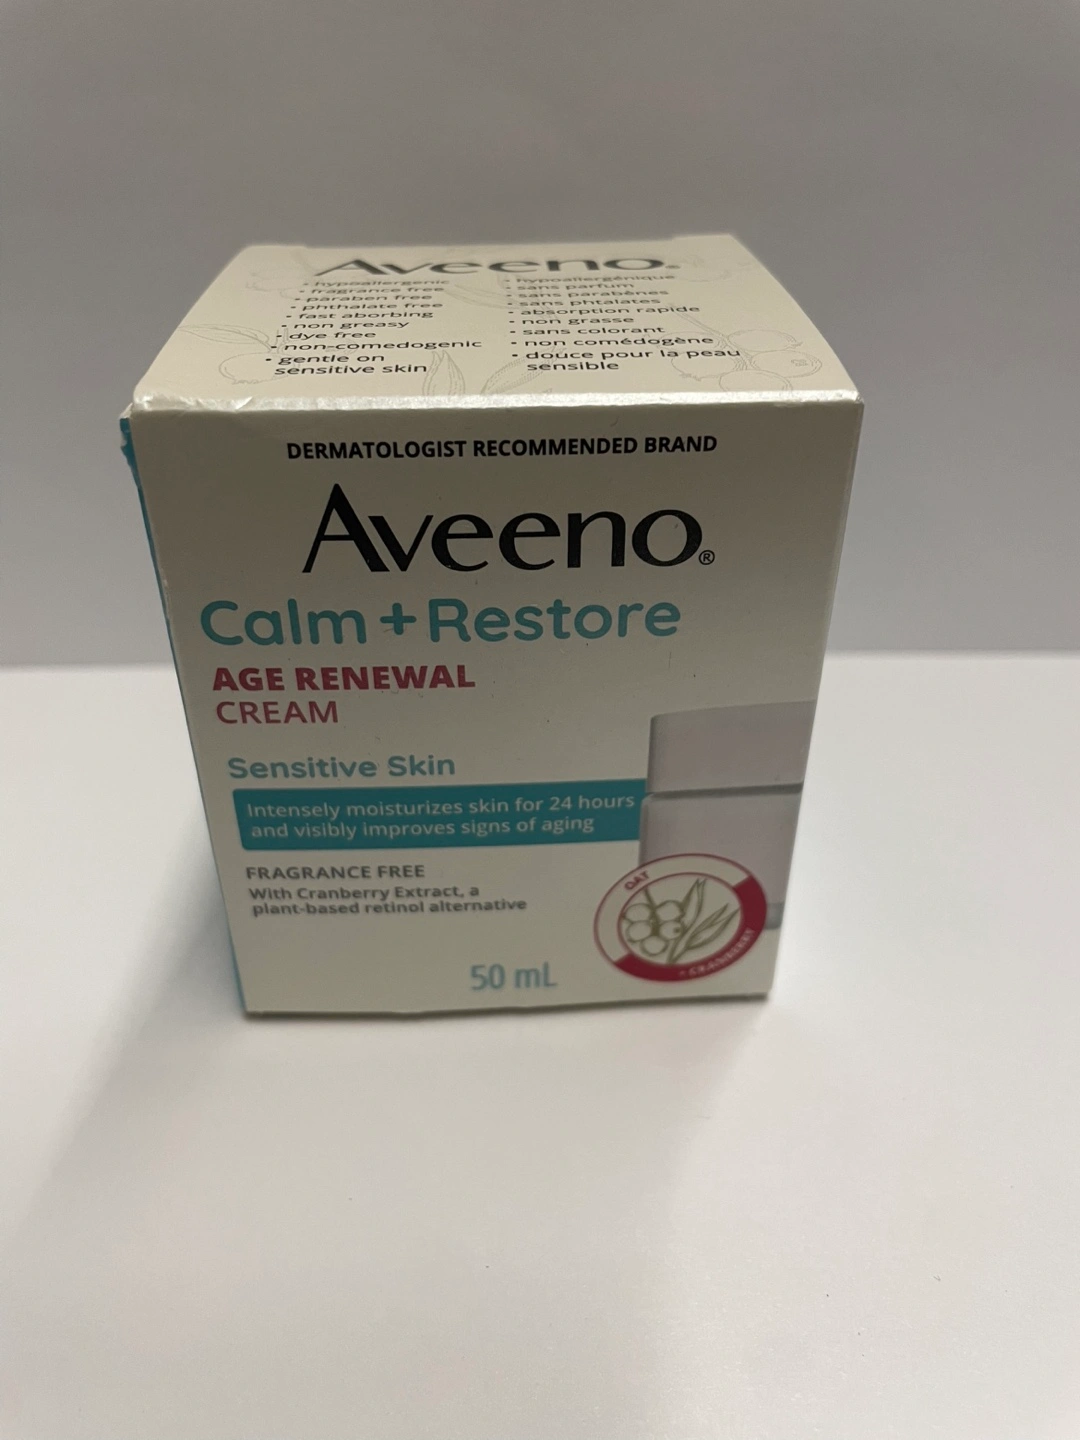 Aveeno®
• hypoallergenic
• fragrance free
• paraben free
• phthalate free
• fast aborbing
• non greasy
• dye free
• non-comedogenic
• gentle on
sensitive skin
• hypoallergénique
• sans parfum
• sans parabènes
• sans phtalates
• absorption rapide
• non grasse
• sans colorant
• non comédogène
• douce pour la peau
sensible
DERMATOLOGIST RECOMMENDED BRAND
Aveeno®
Calm + Restore
AGE RENEWAL
CREAM
Sensitive Skin
Intensely moisturizes skin for 24 hours
and visibly improves signs of aging
FRAGRANCE FREE
With Cranberry Extract, a
plant-based retinol alternative
OAT
+ CRANBERRY
50 mL